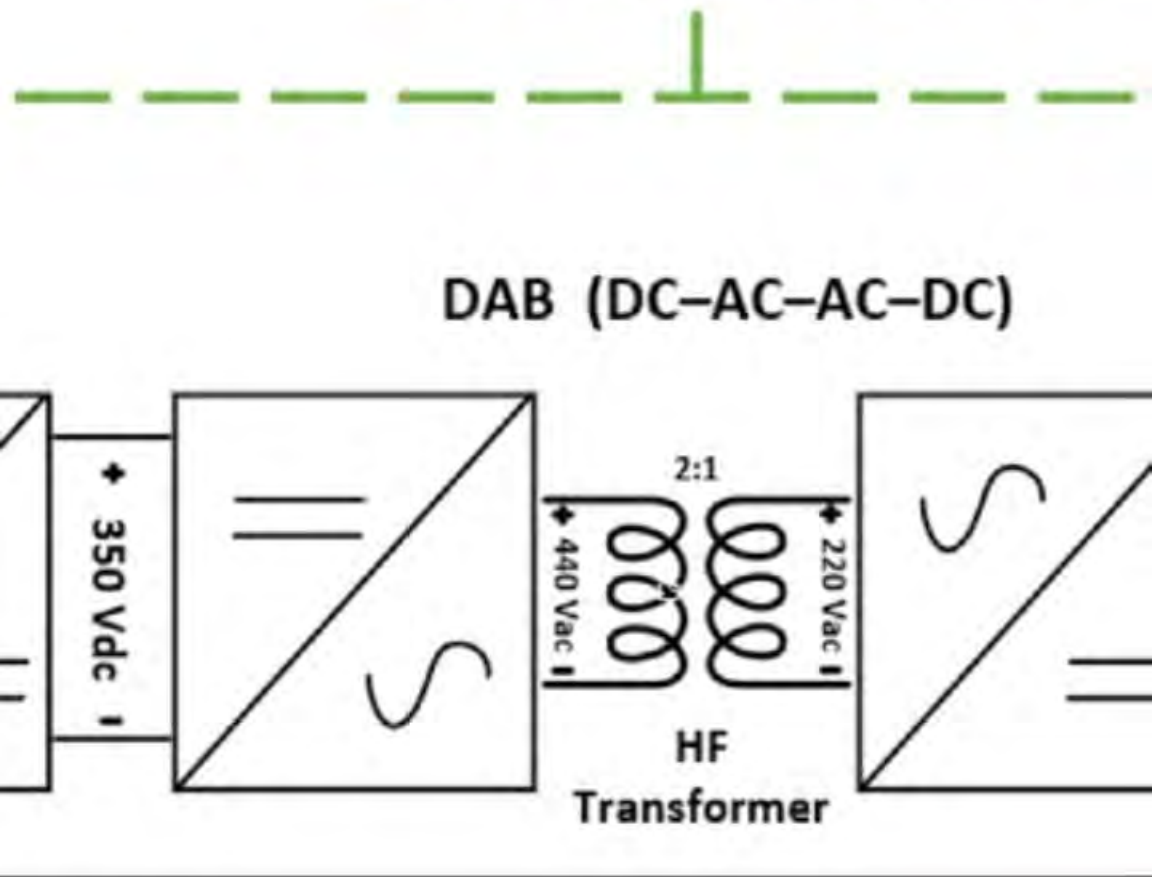 DAB (DC–AC–AC–DC)
2:1
+ 350 Vdc -
+ 440 Vac -
+ 220 Vac -
HF
Transformer